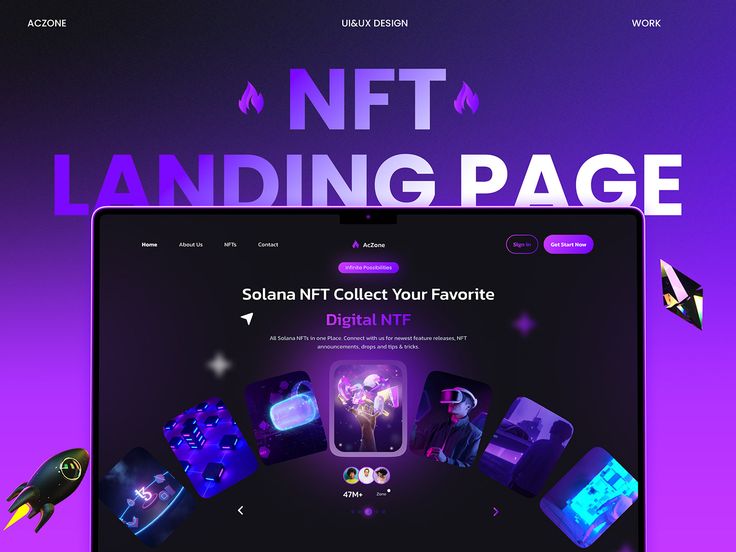 ACZONE
UI&UX DESIGN
WORK
NFT
LANDING PAGE
Home
About Us
NFTs
Contact
AcZone
Sign in
Get Start Now
Infinite Possibilities
Solana NFT Collect Your Favorite
Digital NTF
All Solana NFTs in one Place. Connect with us for newest feature releases, NFT
announcements, drops and tips & tricks.
47M+
Zone